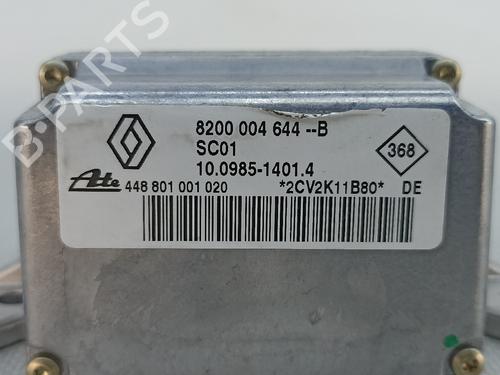 8200 004 644 --B
SC01
368
10.0985-1401.4
Ate 448 801 001 020 *2CV2K11B80* DE
B-PARTS